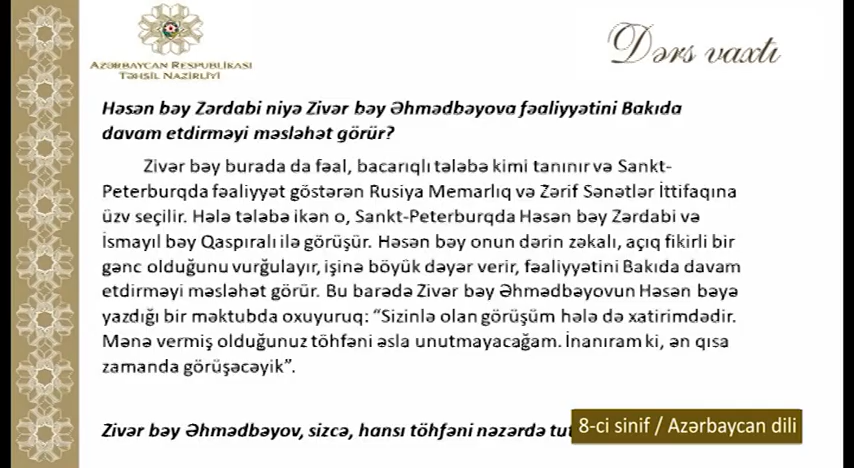 AZƏRBAYCAN RESPUBLİKASI
TƏHSİL NAZİRLİYİ
Dərs vaxtı
Həsən bəy Zərdabi niyə Zivər bəy Əhmədbəyova fəaliyyətini Bakıda
davam etdirməyi məsləhət görür?
Zivər bəy burada da fəal, bacarıqlı tələbə kimi tanınır və Sankt-
Peterburqda fəaliyyət göstərən Rusiya Memarlıq və Zərif Sənətlər İttifaqına
üzv seçilir. Hələ tələbə ikən o, Sankt-Peterburqda Həsən bəy Zərdabi və
İsmayıl bəy Qaspıralı ilə görüşür. Həsən bəy onun dərin zəkalı, açıq fikirli bir
gənc olduğunu vurğulayır, işinə böyük dəyər verir, fəaliyyətini Bakıda davam
etdirməyi məsləhət görür. Bu barədə Zivər bəy Əhmədbəyovun Həsən bəyə
yazdığı bir məktubda oxuyuruq: “Sizinlə olan görüşüm hələ də xatirimdədir.
Mənə vermiş olduğunuz töhfəni əsla unutmayacağam. İnanıram ki, ən qısa
zamanda görüşəcəyik”.
Zivər bəy Əhmədbəyov, sizcə, hansı töhfəni nəzərdə
8-ci sinif / Azərbaycan dili